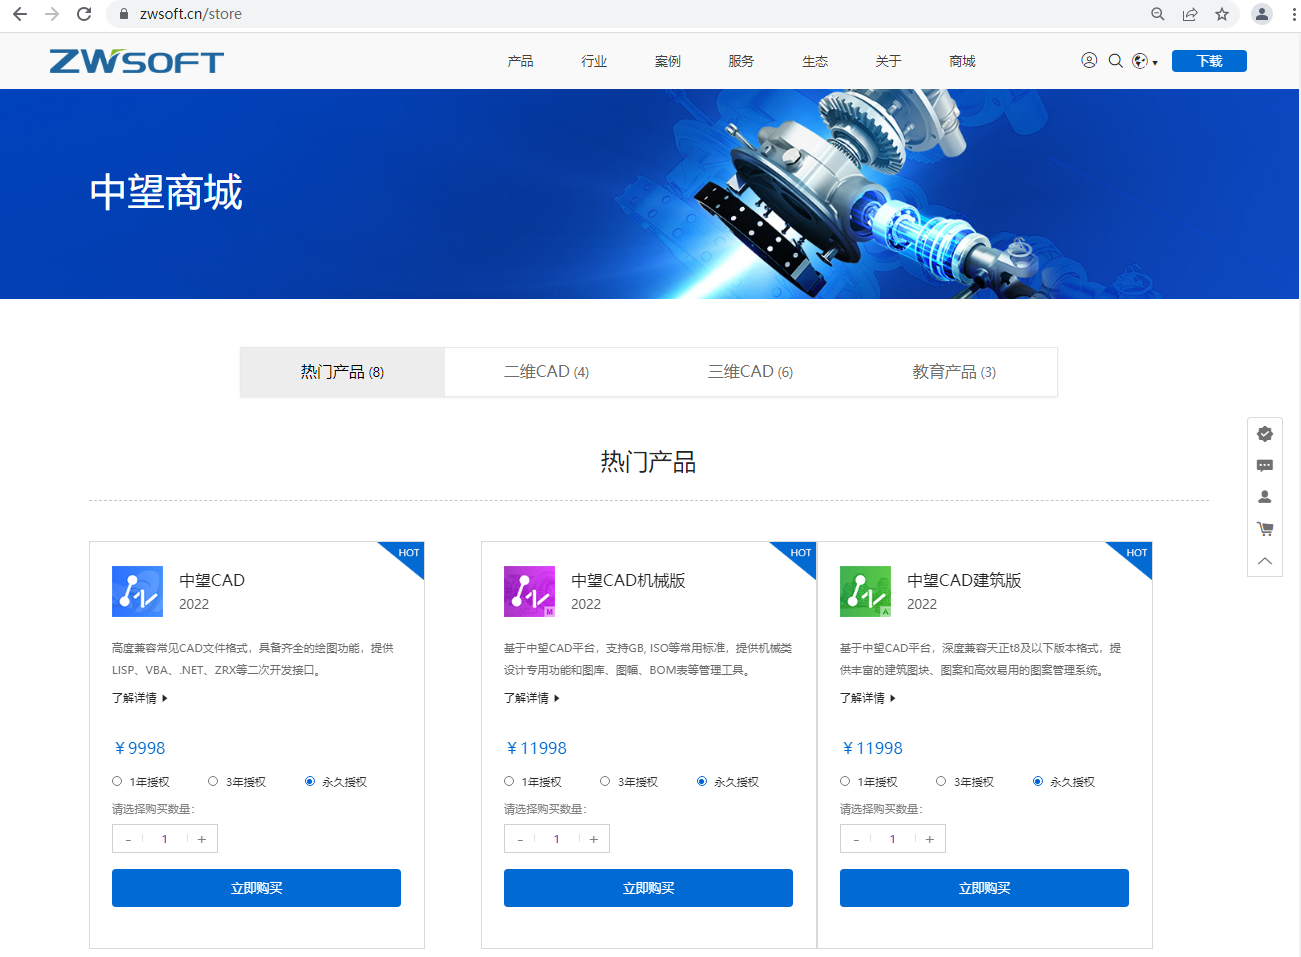 zwsoft.cn/store
ZWSOFT
产品 行业 案例 服务 生态 关于 商城 下载
中望商城
热门产品 (8) 二维CAD (4) 三维CAD (6) 教育产品 (3)
热门产品
HOT
中望CAD
2022
高度兼容常见CAD文件格式，具备齐全的绘图功能，提供
LISP、VBA、.NET、ZRX等二次开发接口。
了解详情
￥9998
1年授权 3年授权 永久授权
请选择购买数量：
- 1 +
立即购买
HOT
M
中望CAD机械版
2022
基于中望CAD平台，支持GB, ISO等常用标准，提供机械类
设计专用功能和图库、图幅、BOM表等管理工具。
了解详情
￥11998
1年授权 3年授权 永久授权
请选择购买数量：
- 1 +
立即购买
HOT
A
中望CAD建筑版
2022
基于中望CAD平台，深度兼容天正t8及以下版本格式，提
供丰富的建筑图块、图案和高效易用的图案管理系统。
了解详情
￥11998
1年授权 3年授权 永久授权
请选择购买数量：
- 1 +
立即购买